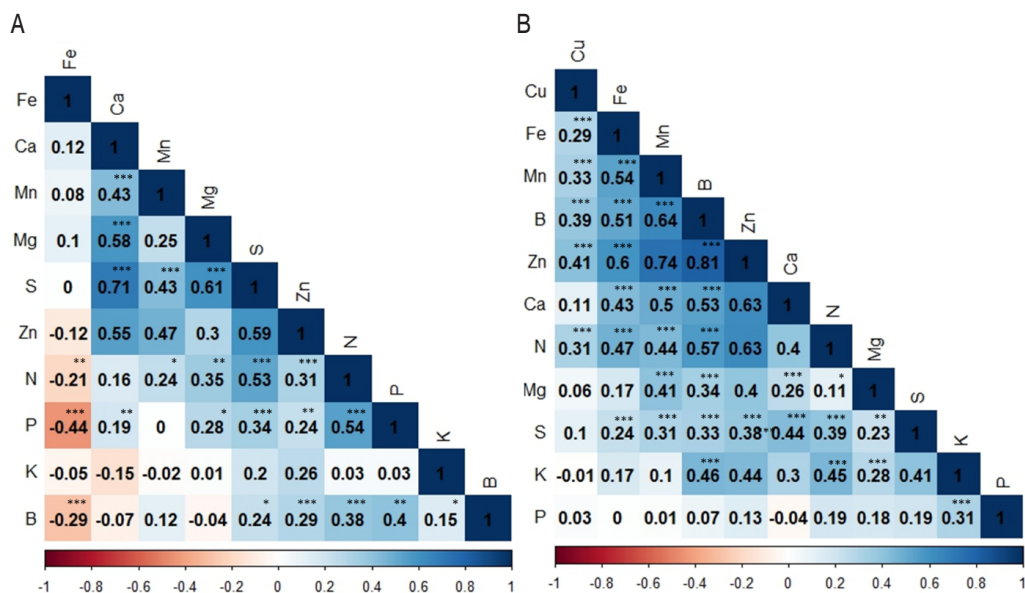 A
Fe
Fe 1 Ca
Ca 0.12 1 Mn
***
Mn 0.08 0.43 1 Mg
***
Mg 0.1 0.58 0.25 1 S
*** *** ***
S 0 0.71 0.43 0.61 1 Zn
Zn -0.12 0.55 0.47 0.3 0.59 1 N
** * ** *** ***
N -0.21 0.16 0.24 0.35 0.53 0.31 1 P
*** ** * *** ** ***
P -0.44 0.19 0 0.28 0.34 0.24 0.54 1 K
K -0.05 -0.15 -0.02 0.01 0.2 0.26 0.03 0.03 1 B
*** * *** *** ** *
B -0.29 -0.07 0.12 -0.04 0.24 0.29 0.38 0.4 0.15 1
-1 -0.8 -0.6 -0.4 -0.2 0 0.2 0.4 0.6 0.8 1
B
Cu
Cu 1 Fe
***
Fe 0.29 1 Mn
*** ***
Mn 0.33 0.54 1 B
*** *** ***
B 0.39 0.51 0.64 1 Zn
*** *** ***
Zn 0.41 0.6 0.74 0.81 1 Ca
*** *** ***
Ca 0.11 0.43 0.5 0.53 0.63 1 N
*** *** *** ***
N 0.31 0.47 0.44 0.57 0.63 0.4 1 Mg
*** *** *** *
Mg 0.06 0.17 0.41 0.34 0.4 0.26 0.11 1 S
*** *** *** *** *** *** **
S 0.1 0.24 0.31 0.33 0.38 0.44 0.39 0.23 1 K
*** *** ***
K -0.01 0.17 0.1 0.46 0.44 0.3 0.45 0.28 0.41 1 P
***
P 0.03 0 0.01 0.07 0.13 -0.04 0.19 0.18 0.19 0.31 1
-1 -0.8 -0.6 -0.4 -0.2 0 0.2 0.4 0.6 0.8 1